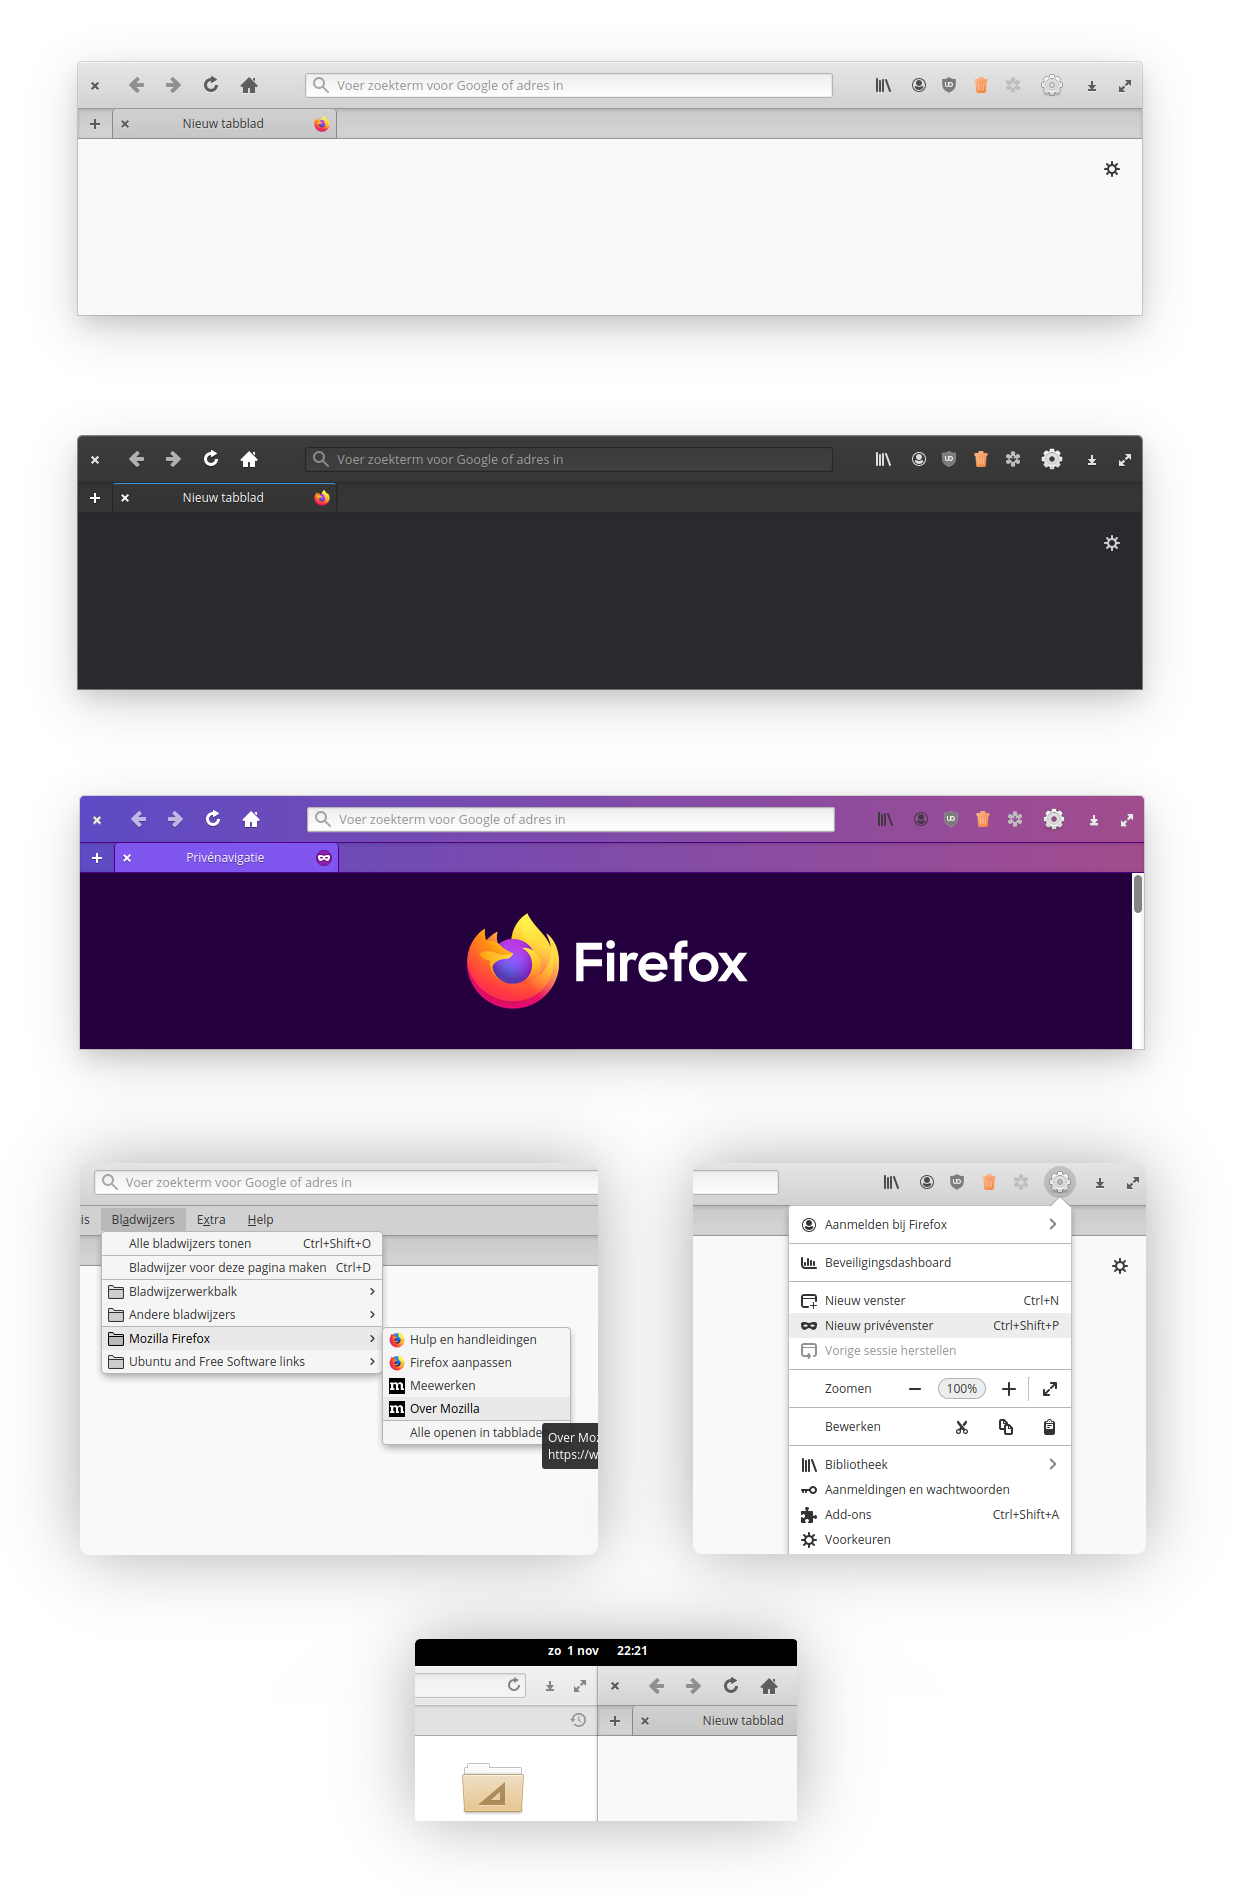 Voer zoekterm voor Google of adres in
Nieuw tabblad
Voer zoekterm voor Google of adres in
Nieuw tabblad
Voer zoekterm voor Google of adres in
Privénavigatie
Firefox
Voer zoekterm voor Google of adres in
is Bladwijzers Extra Help
Alle bladwijzers tonen Ctrl+Shift+O
Bladwijzer voor deze pagina maken Ctrl+D
Bladwijzerwerkbalk
Andere bladwijzers
Mozilla Firefox
Ubuntu and Free Software links
Hulp en handleidingen
Firefox aanpassen
Meewerken
Over Mozilla
Alle openen in tabblade
Over Moz
https://w
Aanmelden bij Firefox
Beveiligingsdashboard
Nieuw venster Ctrl+N
Nieuw privévenster Ctrl+Shift+P
Vorige sessie herstellen
Zoomen 100%
Bewerken
Bibliotheek
Aanmeldingen en wachtwoorden
Add-ons Ctrl+Shift+A
Voorkeuren
zo 1 nov 22:21
Nieuw tabblad